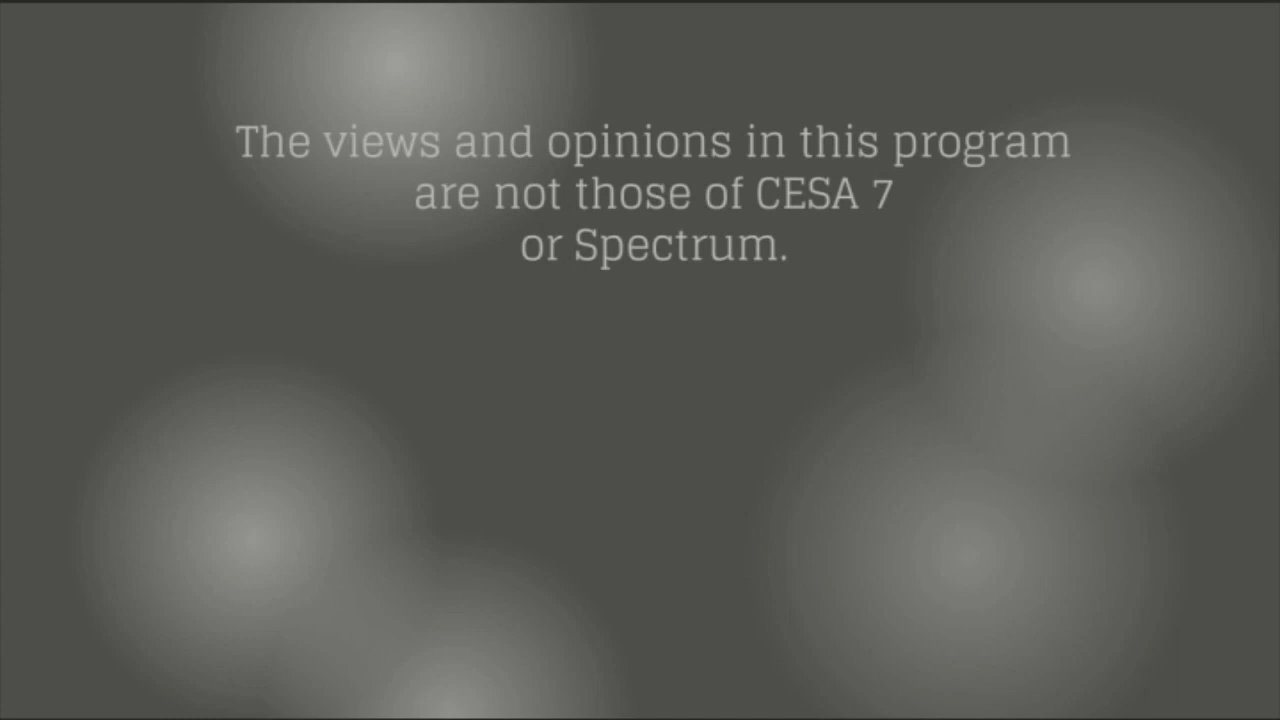 The views and opinions in this program
are not those of CESA 7
or Spectrum.